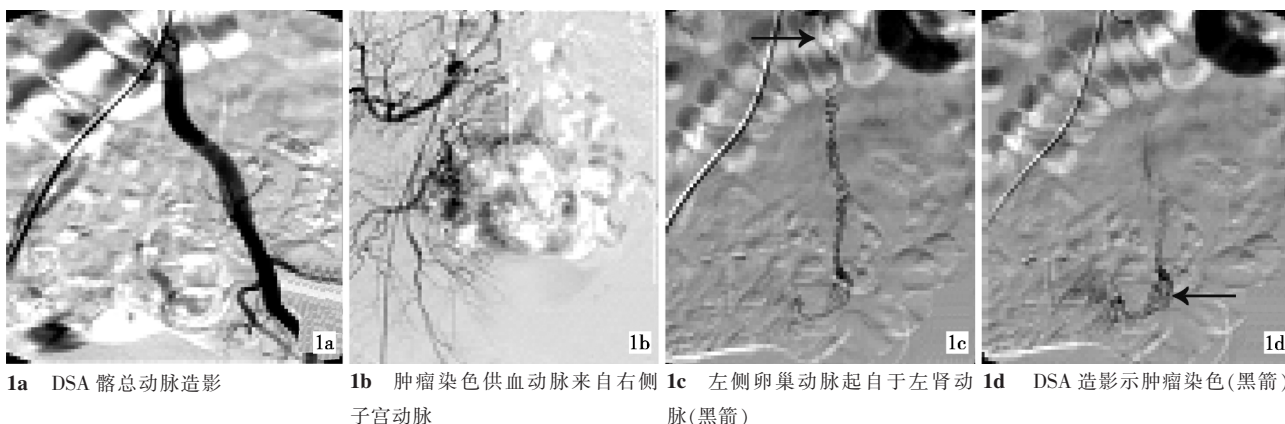 1a
1b
1c
1d
1a DSA 髂总动脉造影
1b 肿瘤染色供血动脉来自右侧
子宫动脉
1c 左侧卵巢动脉起自于左肾动
脉(黑箭)
1d DSA 造影示肿瘤染色(黑箭)